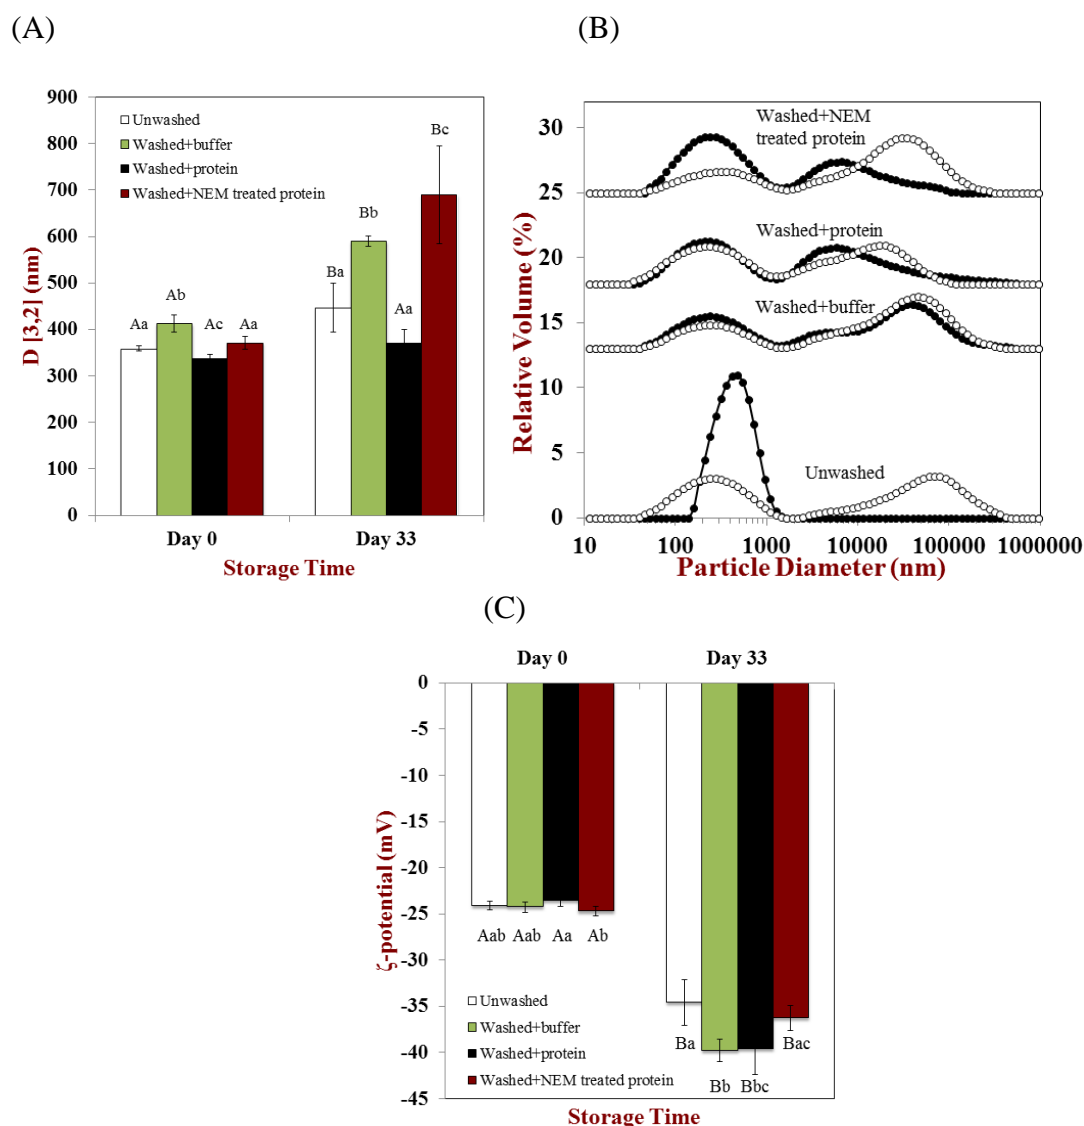 (A)
900
800
700
600
500
400
300
200
100
0
D [3,2] (nm)
Unwashed
Washed+buffer
Washed+protein
Washed+NEM treated protein
Aa
Ab
Ac
Aa
Ba
Bb
Aa
Bc
Day 0
Day 33
Storage Time
(B)
30
25
20
15
10
5
0
Relative Volume (%)
Washed+NEM
treated protein
Washed+protein
Washed+buffer
Unwashed
10
100
1000
10000
100000
1000000
Particle Diameter (nm)
(C)
Day 0
Day 33
0
-5
-10
-15
-20
-25
-30
-35
-40
-45
ζ-potential (mV)
Aab
Aab
Aa
Ab
Ba
Bb
Bbc
Bac
Unwashed
Washed+buffer
Washed+protein
Washed+NEM treated protein
Storage Time